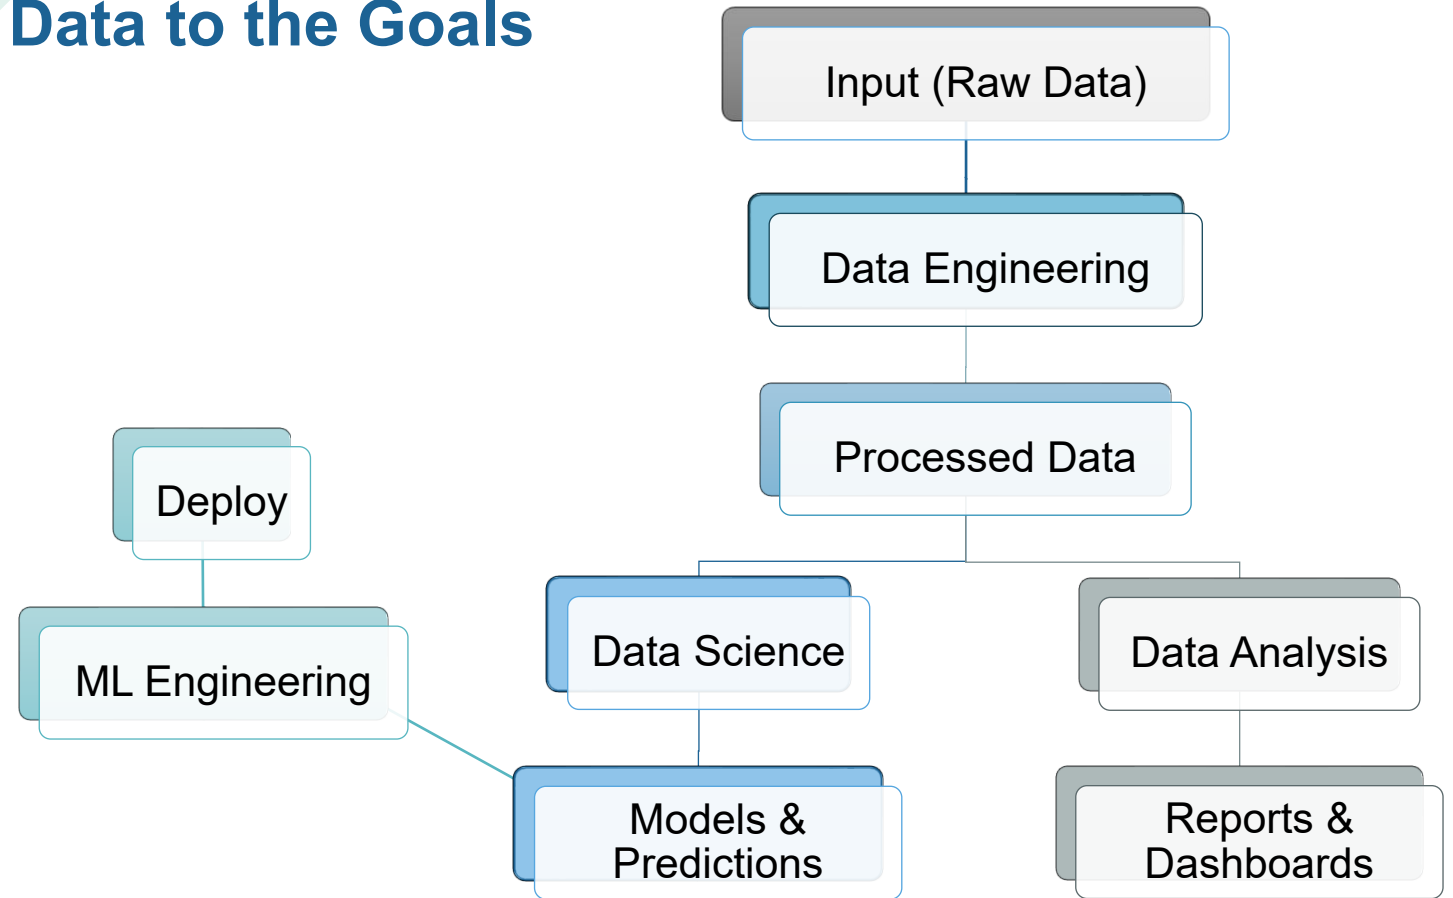 Data to the Goals
Input (Raw Data)
Data Engineering
Processed Data
Deploy
ML Engineering
Data Science
Data Analysis
Models &
Predictions
Reports &
Dashboards